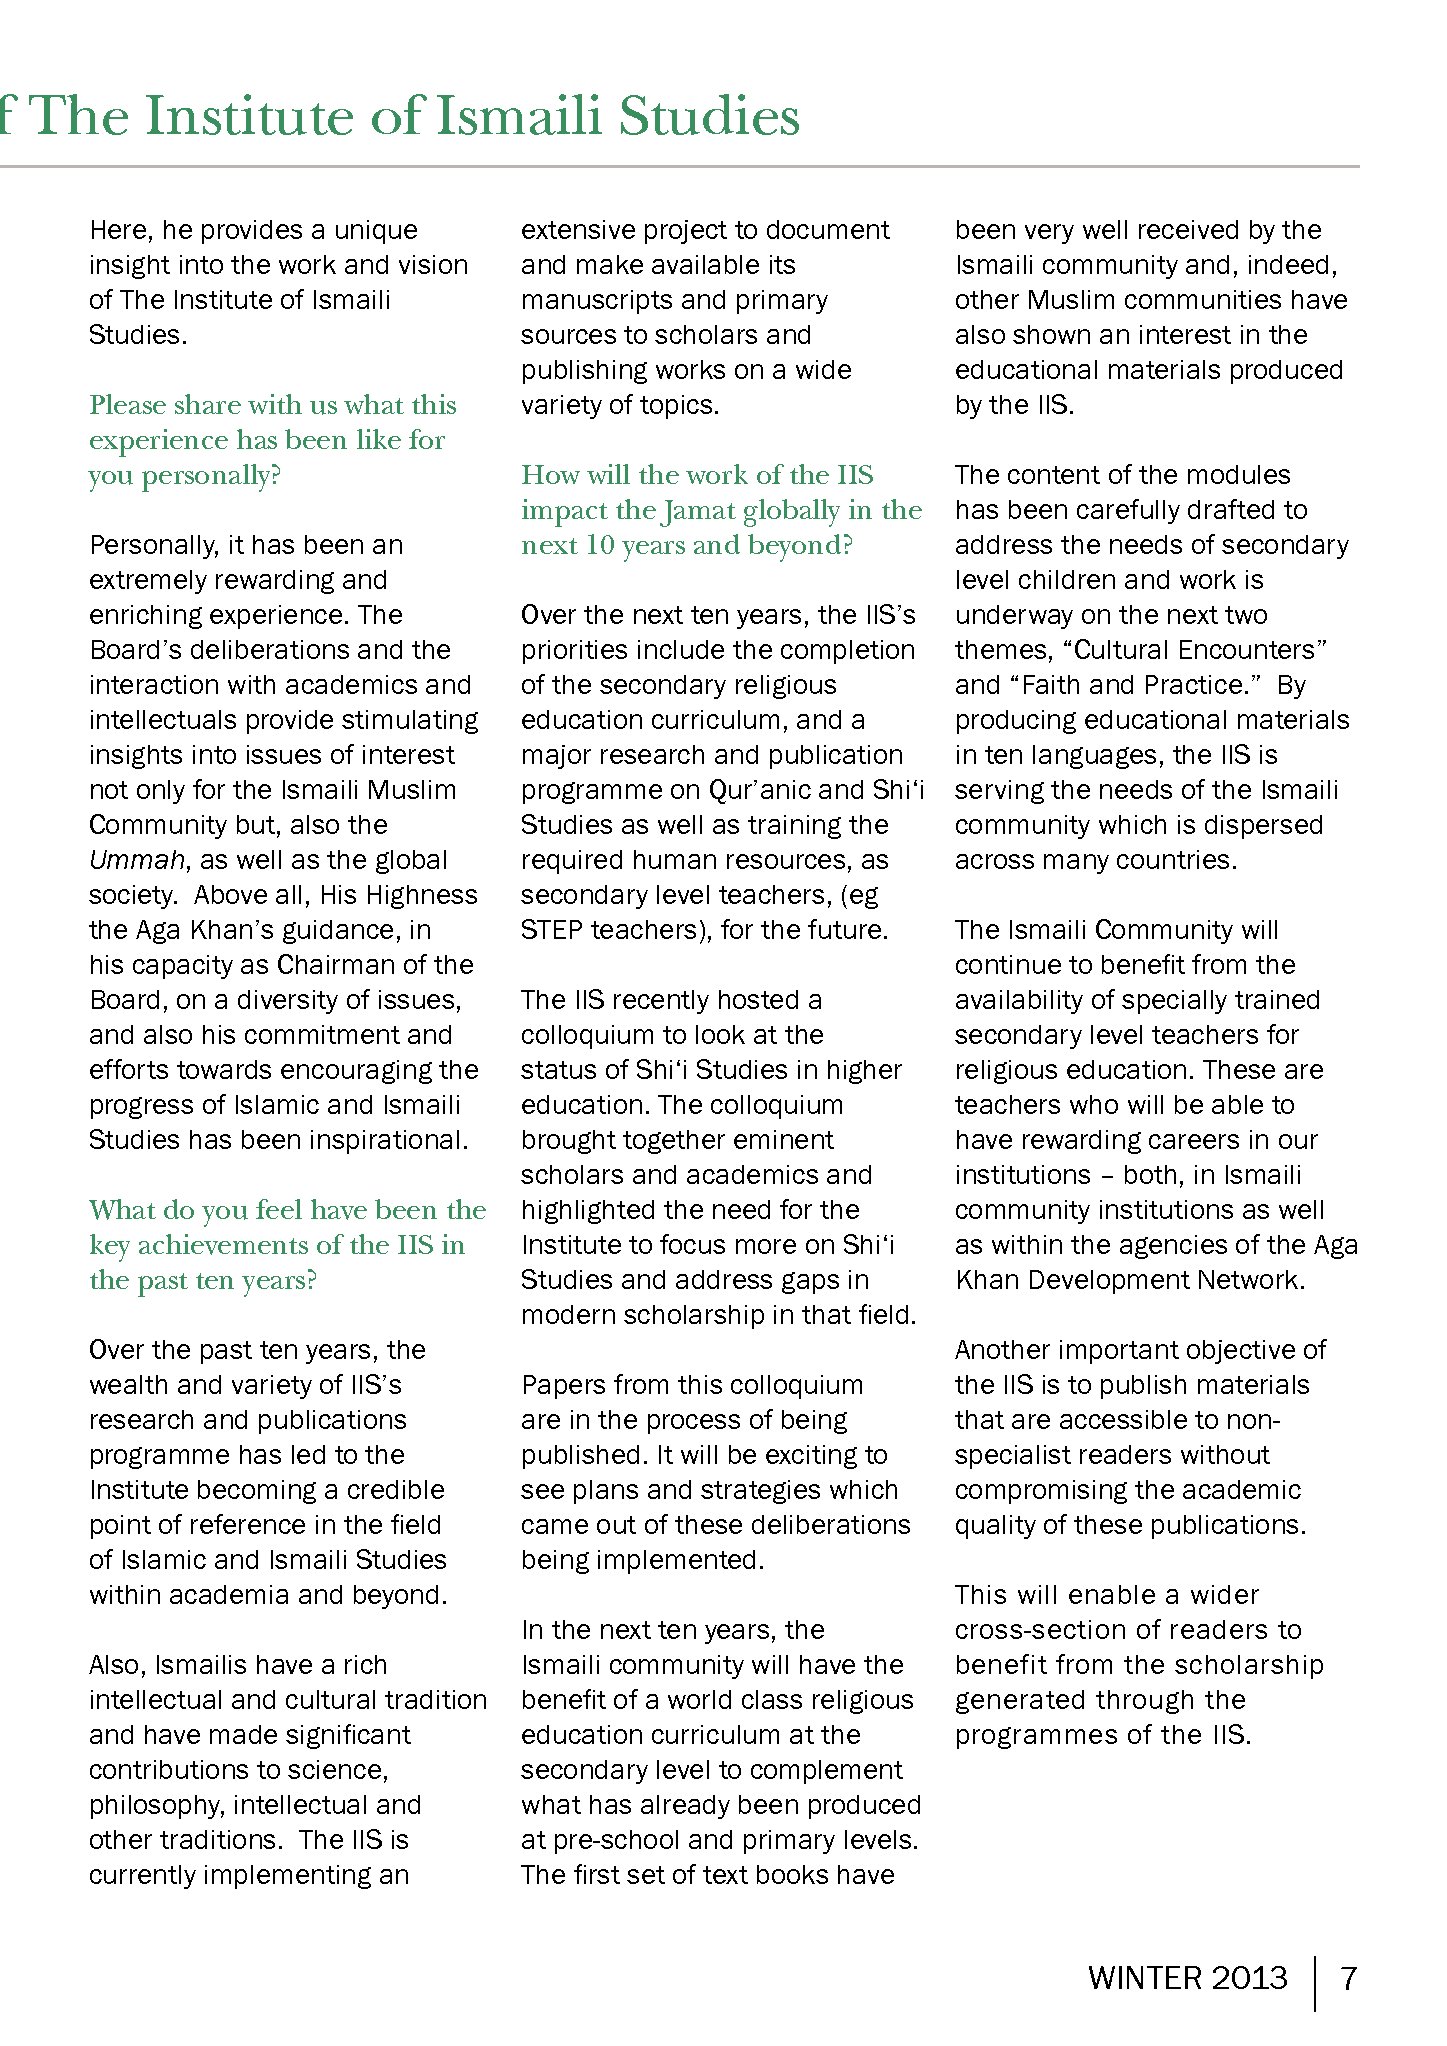 f The Institute of Ismaili Studies
Here, he provides a unique
insight into the work and vision
of The Institute of Ismaili
Studies.
Please share with us what this
experience has been like for
you personally?
Personally, it has been an
extremely rewarding and
enriching experience. The
Board’s deliberations and the
interaction with academics and
intellectuals provide stimulating
insights into issues of interest
not only for the Ismaili Muslim
Community but, also the
Ummah, as well as the global
society.  Above all, His Highness
the Aga Khan’s guidance, in
his capacity as Chairman of the
Board, on a diversity of issues,
and also his commitment and
efforts towards encouraging the
progress of Islamic and Ismaili
Studies has been inspirational.
What do you feel have been the
key achievements of the IIS in
the past ten years?
Over the past ten years, the
wealth and variety of IIS’s
research and publications
programme has led to the
Institute becoming a credible
point of reference in the field
of Islamic and Ismaili Studies
within academia and beyond.
Also, Ismailis have a rich
intellectual and cultural tradition
and have made significant
contributions to science,
philosophy, intellectual and
other traditions.  The IIS is
currently implementing an
extensive project to document
and make available its
manuscripts and primary
sources to scholars and
publishing works on a wide
variety of topics.
How will the work of the IIS
impact the Jamat globally in the
next 10 years and beyond?
Over the next ten years, the IIS’s
priorities include the completion
of the secondary religious
education curriculum, and a
major research and publication
programme on Qur’anic and Shi‘i
Studies as well as training the
required human resources, as
secondary level teachers, (eg
STEP teachers), for the future.
The IIS recently hosted a
colloquium to look at the
status of Shi‘i Studies in higher
education. The colloquium
brought together eminent
scholars and academics and
highlighted the need for the
Institute to focus more on Shi‘i
Studies and address gaps in
modern scholarship in that field.
Papers from this colloquium
are in the process of being
published. It will be exciting to
see plans and strategies which
came out of these deliberations
being implemented.
In the next ten years, the
Ismaili community will have the
benefit of a world class religious
education curriculum at the
secondary level to complement
what has already been produced
at pre-school and primary levels.
The first set of text books have
been very well received by the
Ismaili community and, indeed,
other Muslim communities have
also shown an interest in the
educational materials produced
by the IIS.
The content of the modules
has been carefully drafted to
address the needs of secondary
level children and work is
underway on the next two
themes, “Cultural Encounters”
and “Faith and Practice.”  By
producing educational materials
in ten languages, the IIS is
serving the needs of the Ismaili
community which is dispersed
across many countries.
The Ismaili Community will
continue to benefit from the
availability of specially trained
secondary level teachers for
religious education. These are
teachers who will be able to
have rewarding careers in our
institutions – both, in Ismaili
community institutions as well
as within the agencies of the Aga
Khan Development Network.
Another important objective of
the IIS is to publish materials
that are accessible to non-
specialist readers without
compromising the academic
quality of these publications.
This will enable a wider
cross-section of readers to
benefit from the scholarship
generated through the
programmes of the IIS.
WINTER 2013 7